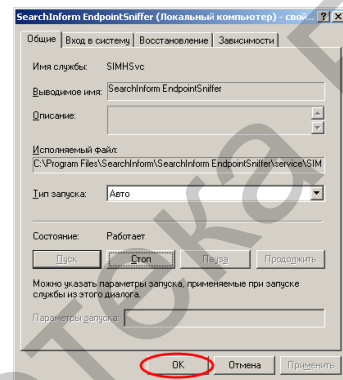 SearchInform EndpointSniffer (Локальный компьютер) - свой...
Общие Вход в систему Восстановление Зависимости
Имя службы: SIMHSvc
Выводимое имя: SearchInform EndpointSniffer
Описание:
Исполняемый файл:
C:\Program Files\SearchInform\SearchInform EndpointSniffer\service\SIM
Тип запуска: Авто
Состояние: Работает
Пуск Стоп Пауза Продолжить
Можно указать параметры запуска, применяемые при запуске
службы из этого диалога.
Параметры запуска:
OK Отмена Применить